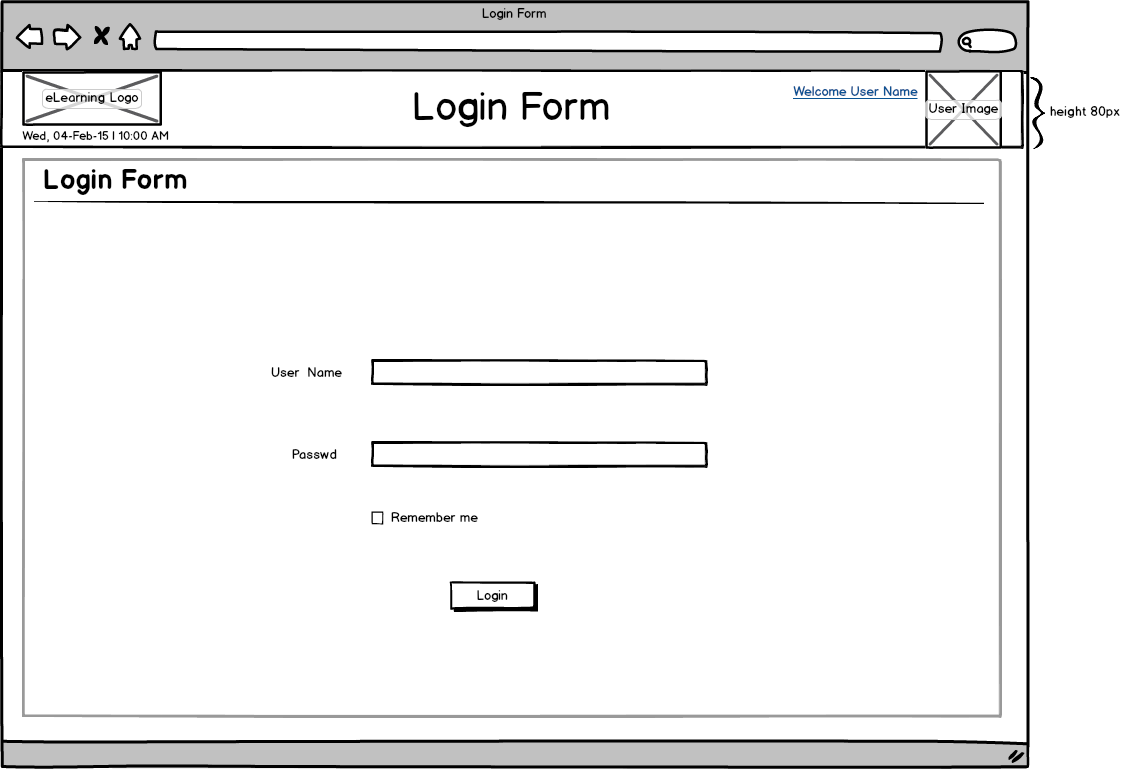 Login Form
eLearning Logo
Wed, 04-Feb-15 | 10:00 AM
Login Form
Welcome User Name
User Image
height 80px
Login Form
User Name
Passwd
Remember me
Login